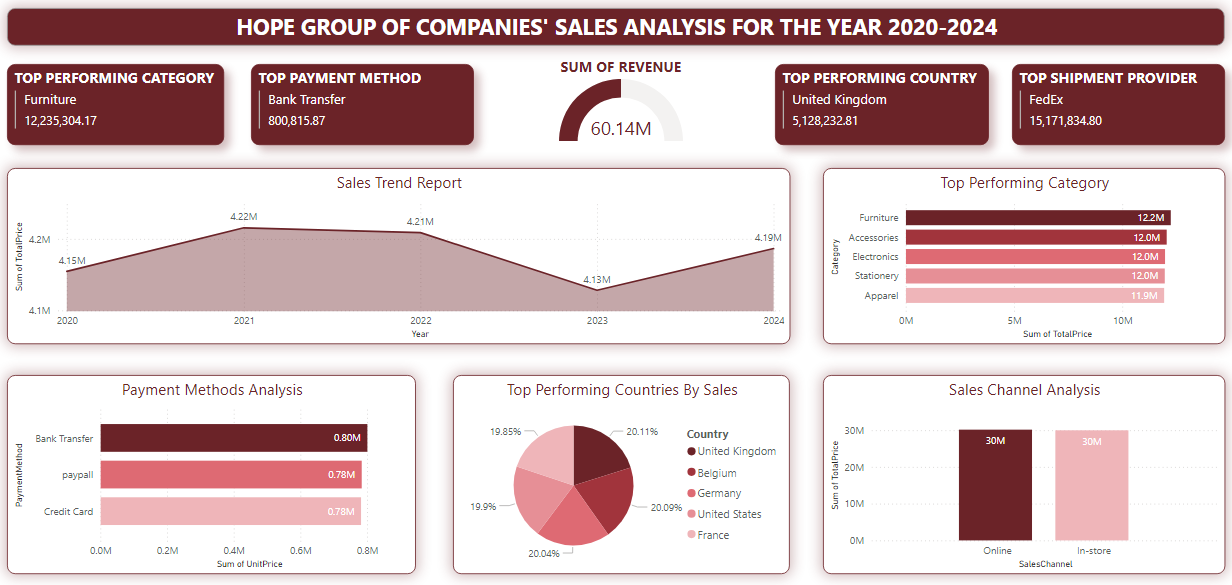 HOPE GROUP OF COMPANIES' SALES ANALYSIS FOR THE YEAR 2020-2024
TOP PERFORMING CATEGORY
Furniture
12,235,304.17
TOP PAYMENT METHOD
Bank Transfer
800,815.87
SUM OF REVENUE
60.14M
TOP PERFORMING COUNTRY
United Kingdom
5,128,232.81
TOP SHIPMENT PROVIDER
FedEx
15,171,834.80
Sales Trend Report
Sum of TotalPrice
4.2M
4.1M
4.15M
4.22M
4.21M
4.13M
4.19M
2020
2021
2022
2023
2024
Year
Top Performing Category
Category
Furniture
12.2M
Accessories
12.0M
Electronics
12.0M
Stationery
12.0M
Apparel
11.9M
0M
5M
10M
Sum of TotalPrice
Payment Methods Analysis
PaymentMethod
Bank Transfer
0.80M
paypall
0.78M
Credit Card
0.78M
0.0M
0.2M
0.4M
0.6M
0.8M
Sum of UnitPrice
Top Performing Countries By Sales
20.11%
20.09%
20.04%
19.9%
19.85%
Country
United Kingdom
Belgium
Germany
United States
France
Sales Channel Analysis
Sum of TotalPrice
30M
20M
10M
0M
30M
30M
Online
In-store
SalesChannel